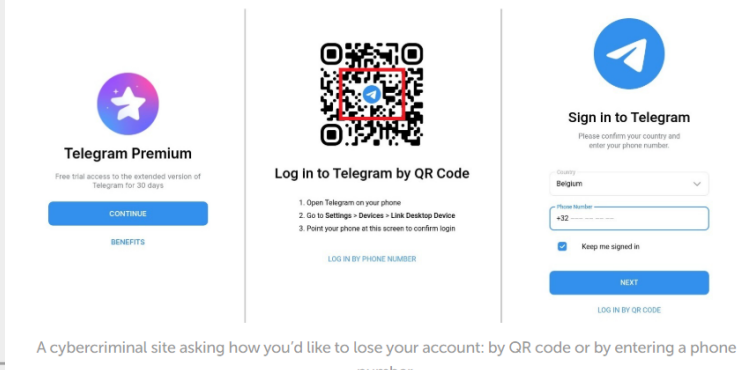 Telegram Premium
Free trial access to the extended version of
Telegram for 30 days
CONTINUE
BENEFITS
Log in to Telegram by QR Code
1. Open Telegram on your phone
2. Go to Settings > Devices > Link Desktop Device
3. Point your phone at this screen to confirm login
LOG IN BY PHONE NUMBER
Sign in to Telegram
Please confirm your country and
enter your phone number.
Country
Belgium
Phone Number
+32
Keep me signed in
NEXT
LOG IN BY QR CODE
A cybercriminal site asking how you'd like to lose your account: by QR code or by entering a phone
number